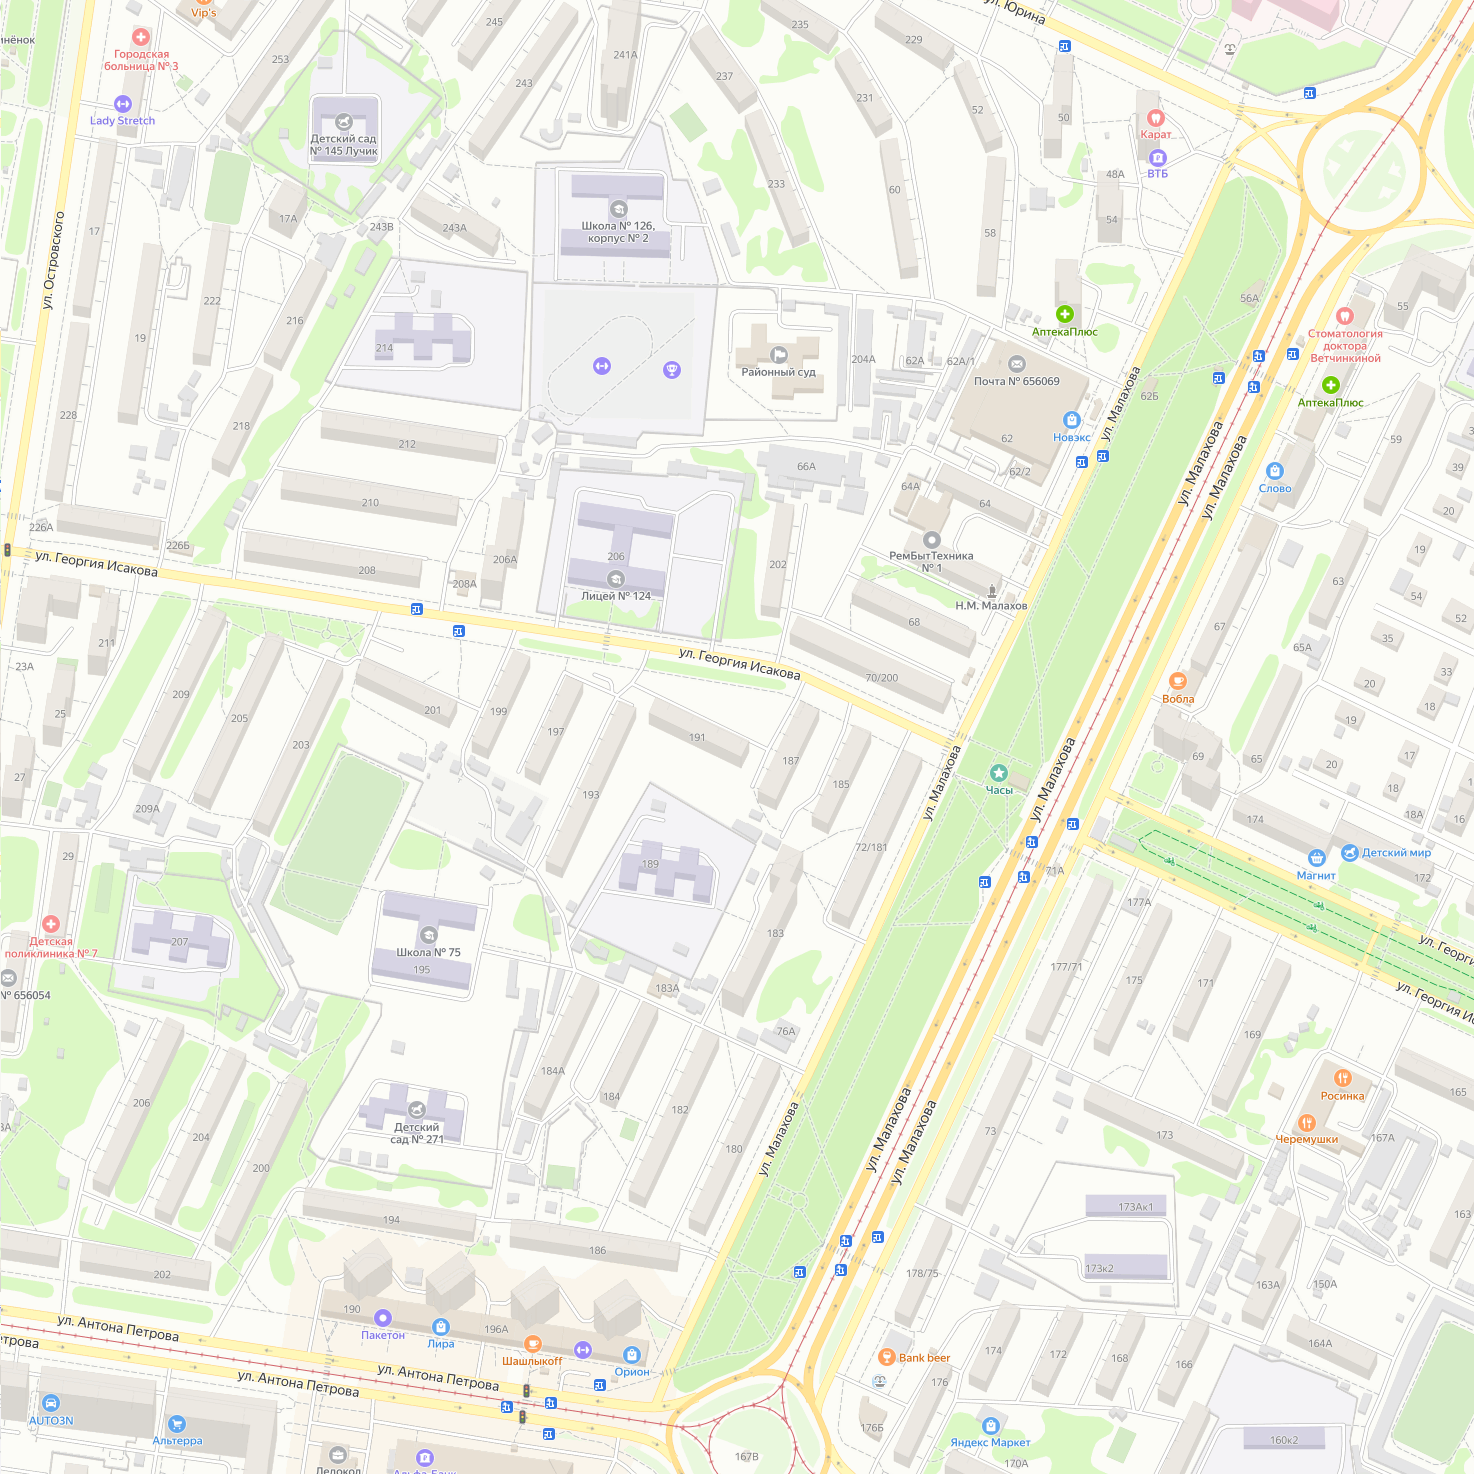 Vip's
245
ул. Юрина
235
229
241А
инёнок
Городская
больница № 3
253
243
237
231
52
50
Lady Stretch
Детский сад
№ 145 Лучик
Карат
ВТБ
48А
233
60
17А
243В
243А
Школа № 126,
корпус № 2
54
58
17
ул. Островского
222
19
216
56А
55
214
АптекаПлюс
Стоматология
доктора
Ветчинкиной
204А
62А
62А/1
Районный суд
Почта № 656069
62Б
ул. Малахова
АптекаПлюс
228
218
212
Новэкс
62
62/2
59
66А
64А
64
ул. Малахова
ул. Малахова
Слово
39
20
210
226А
226Б
206
206А
РемБытТехника
№ 1
19
ул. Георгия Исакова
208
208А
202
Лицей № 124
Н.М. Малахов
63
54
52
68
67
35
65А
211
23А
ул. Георгия Исакова
70/200
20
Вобла
18
209
205
201
199
25
19
197
191
203
187
185
69
65
17
20
ул. Малахова
ул. Малахова
Часы
27
193
18
18А
16
209А
174
72/181
29
189
Детский мир
Магнит
172
71А
177А
Детская
поликлиника № 7
207
Школа № 75
195
183
ул. Георги
177/71
175
171
№ 656054
183А
ул. Георгия Ис
76А
169
184А
184
182
206
204
200
Детский
сад № 271
Росинка
165
73
173
Черемушки
167А
180
ул. Малахова
ул. Малахова
ул. Малахова
3А
194
186
173Ак1
163
202
178/75
173к2
163А
150А
190
196А
ул. Антона Петрова
Пакетон
Лира
Шашлыкоff
Орион
174
172
168
166
164А
етрова
Bank beer
ул. Антона Петрова
ул. Антона Петрова
176
176Б
AUTO3N
Альтерра
Яндекс Маркет
160к2
167В
170А
Ледокол
Альфа-Банк